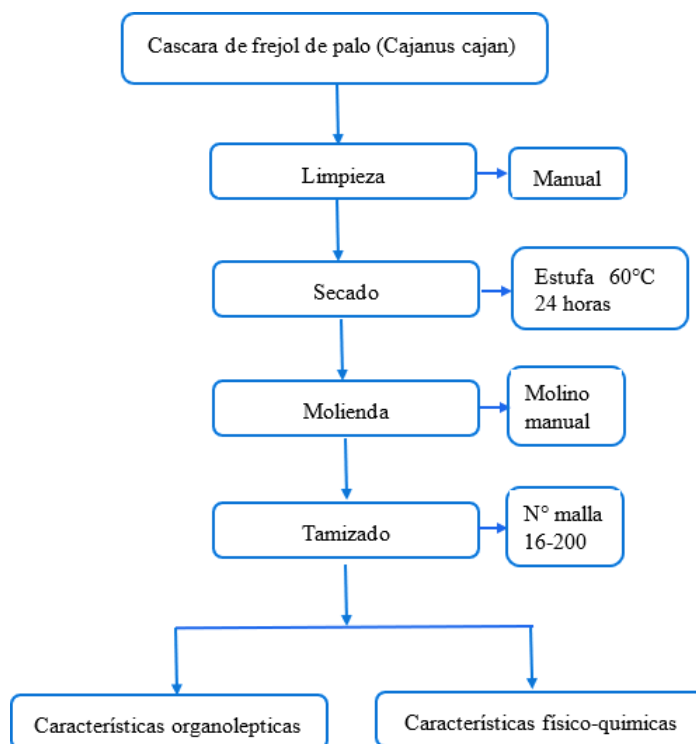 Cascara de frejol de palo (Cajanus cajan)
Limpieza
Manual
Secado
Estufa 60°C
24 horas
Molienda
Molino
manual
Tamizado
N° malla
16-200
Características organolepticas
Características físico-quimicas